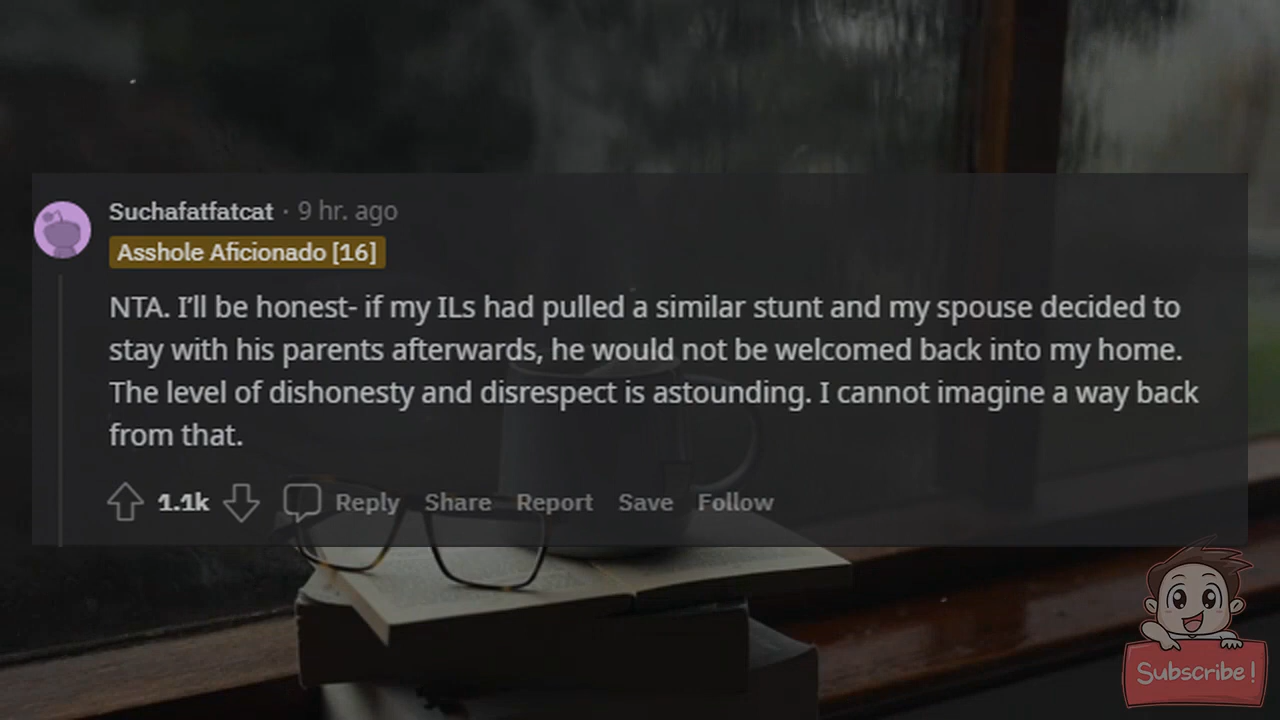 Suchafatfatcat · 9 hr. ago
Asshole Aficionado [16]
NTA. I'll be honest- if my ILs had pulled a similar stunt and my spouse decided to
stay with his parents afterwards, he would not be welcomed back into my home.
The level of dishonesty and disrespect is astounding. I cannot imagine a way back
from that.
1.1k Reply Share Report Save Follow
Subscribe!